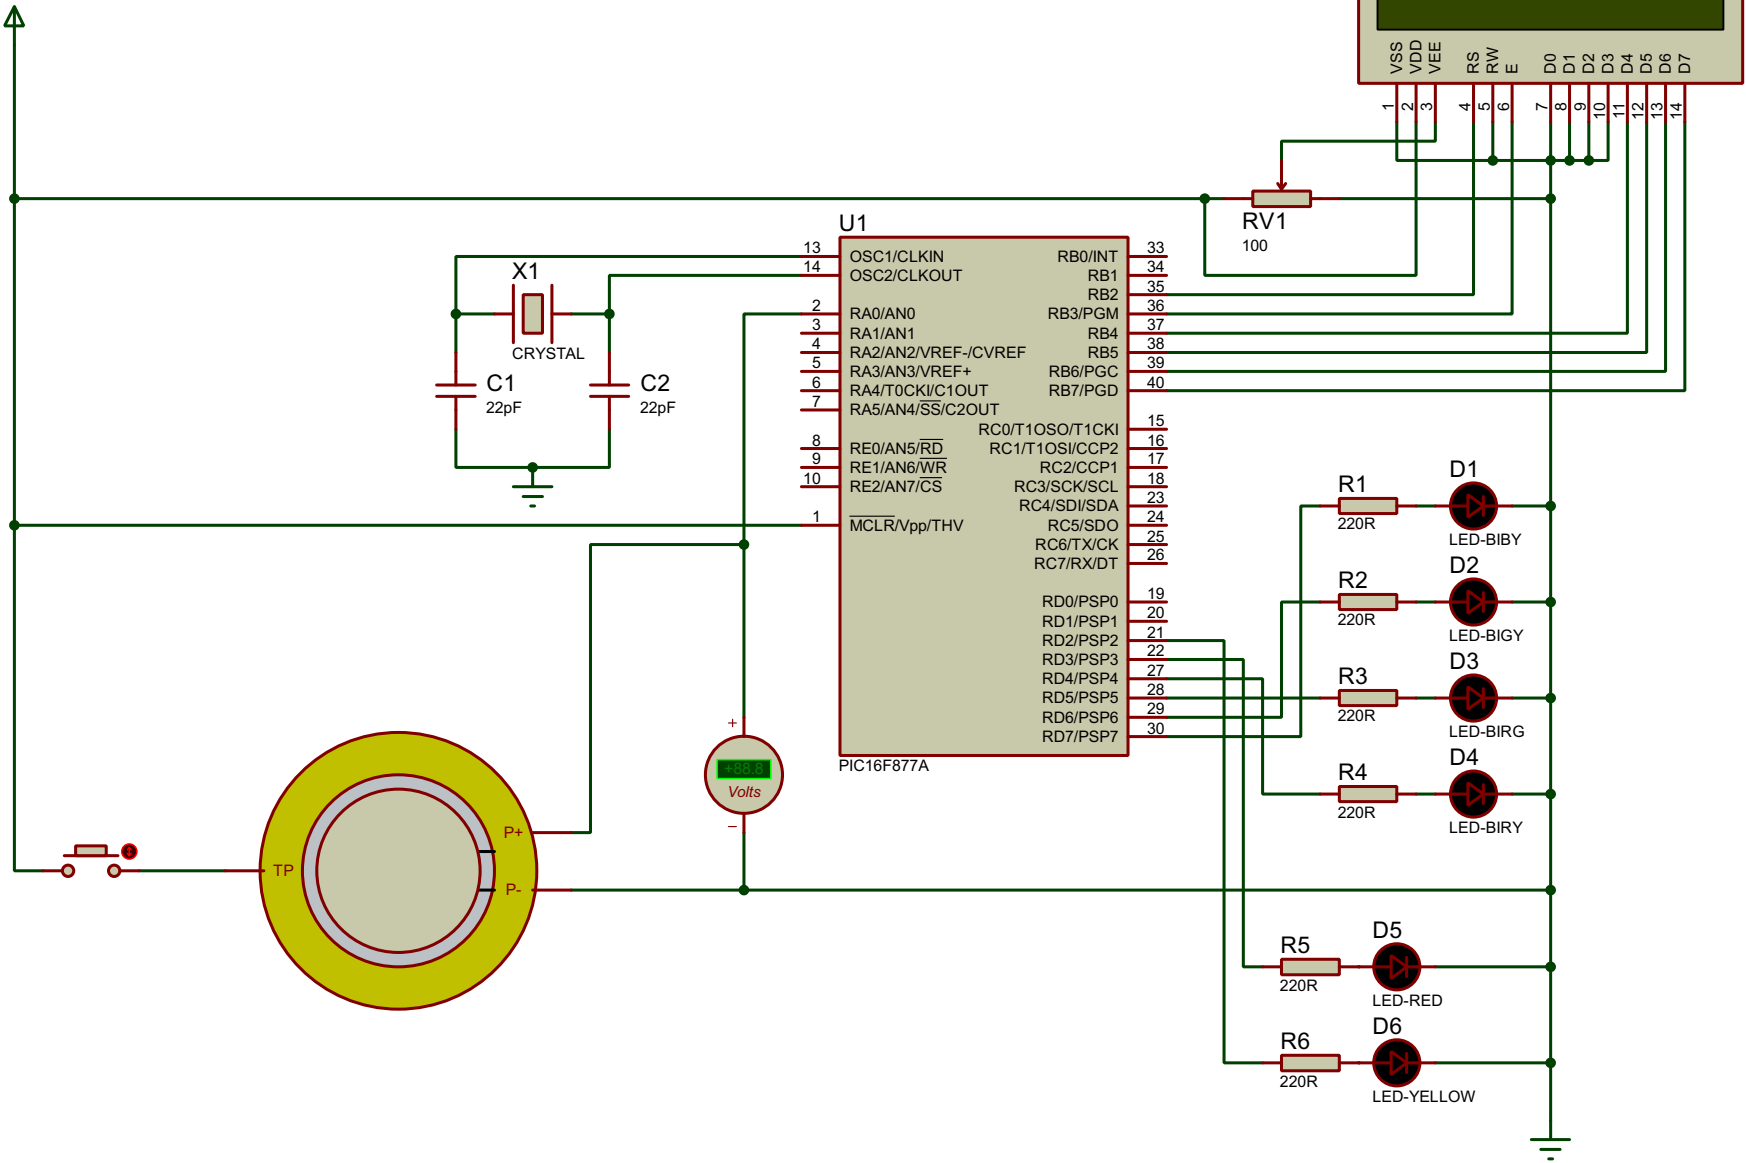 VSS VDD VEE RS RW E D0 D1 D2 D3 D4 D5 D6 D7
1 2 3 4 5 6 7 8 9 10 11 12 13 14
RV1
100
U1
13 OSC1/CLKIN RB0/INT 33
14 OSC2/CLKOUT RB1 34
RB2 35
2 RA0/AN0 RB3/PGM 36
3 RA1/AN1 RB4 37
4 RA2/AN2/VREF-/CVREF RB5 38
5 RA3/AN3/VREF+ RB6/PGC 39
6 RA4/T0CKI/C1OUT RB7/PGD 40
7 RA5/AN4/SS/C2OUT
RC0/T1OSO/T1CKI 15
8 RE0/AN5/RD RC1/T1OSI/CCP2 16
9 RE1/AN6/WR RC2/CCP1 17
10 RE2/AN7/CS RC3/SCK/SCL 18
RC4/SDI/SDA 23
1 MCLR/Vpp/THV RC5/SDO 24
RC6/TX/CK 25
RC7/RX/DT 26
RD0/PSP0 19
RD1/PSP1 20
RD2/PSP2 21
RD3/PSP3 22
RD4/PSP4 27
RD5/PSP5 28
RD6/PSP6 29
RD7/PSP7 30
PIC16F877A
X1
CRYSTAL
C1
22pF
C2
22pF
R1
220R
D1
LED-BIBY
R2
220R
D2
LED-BIGY
R3
220R
D3
LED-BIRG
R4
220R
D4
LED-BIRY
+
+88.8
Volts
−
TP
P+
P-
R5
220R
D5
LED-RED
R6
220R
D6
LED-YELLOW